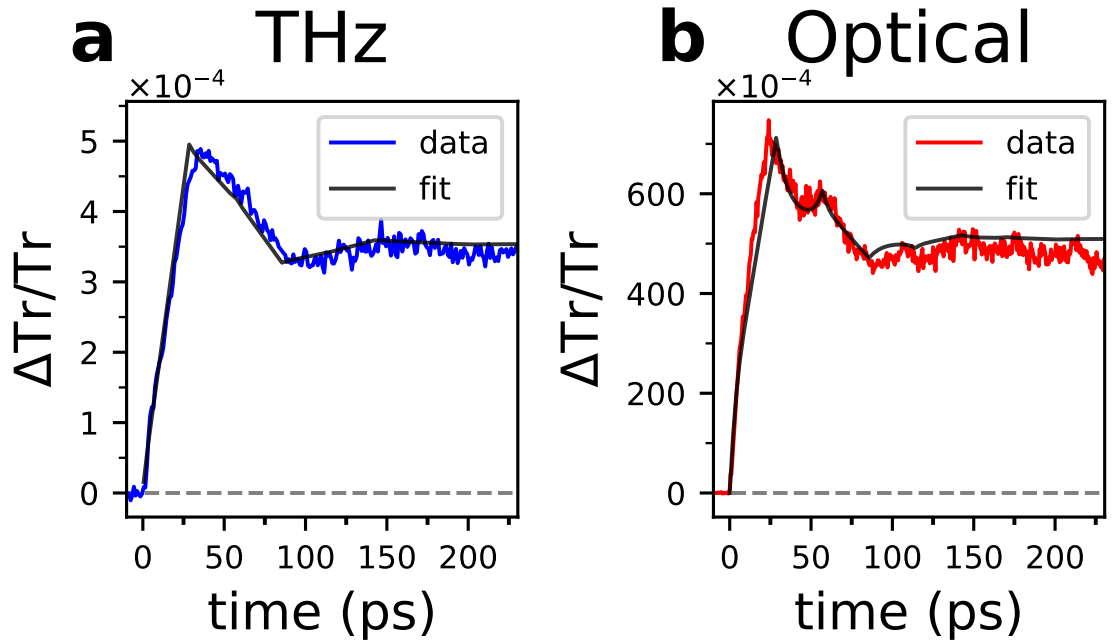 a THz
×10⁻⁴
ΔTr/Tr
5
4
3
2
1
0
data
fit
0 50 100 150 200
time (ps)
b Optical
×10⁻⁴
ΔTr/Tr
600
400
200
0
data
fit
0 50 100 150 200
time (ps)